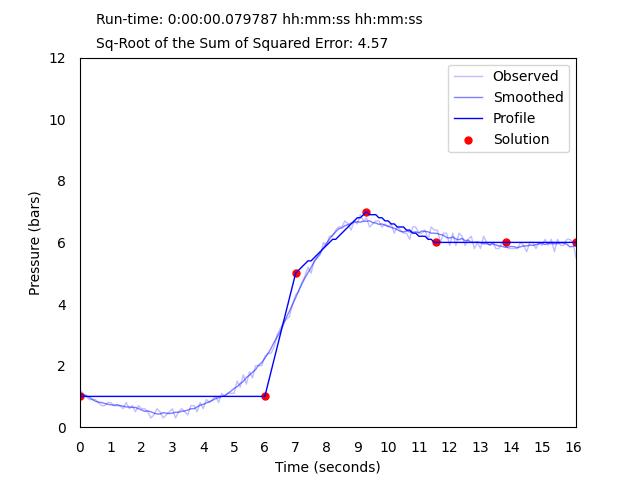 Run-time: 0:00:00.079787 hh:mm:ss hh:mm:ss
Sq-Root of the Sum of Squared Error: 4.57
Observed
Smoothed
Profile
Solution
Pressure (bars)
12
10
8
6
4
2
0
0 1 2 3 4 5 6 7 8 9 10 11 12 13 14 15 16
Time (seconds)